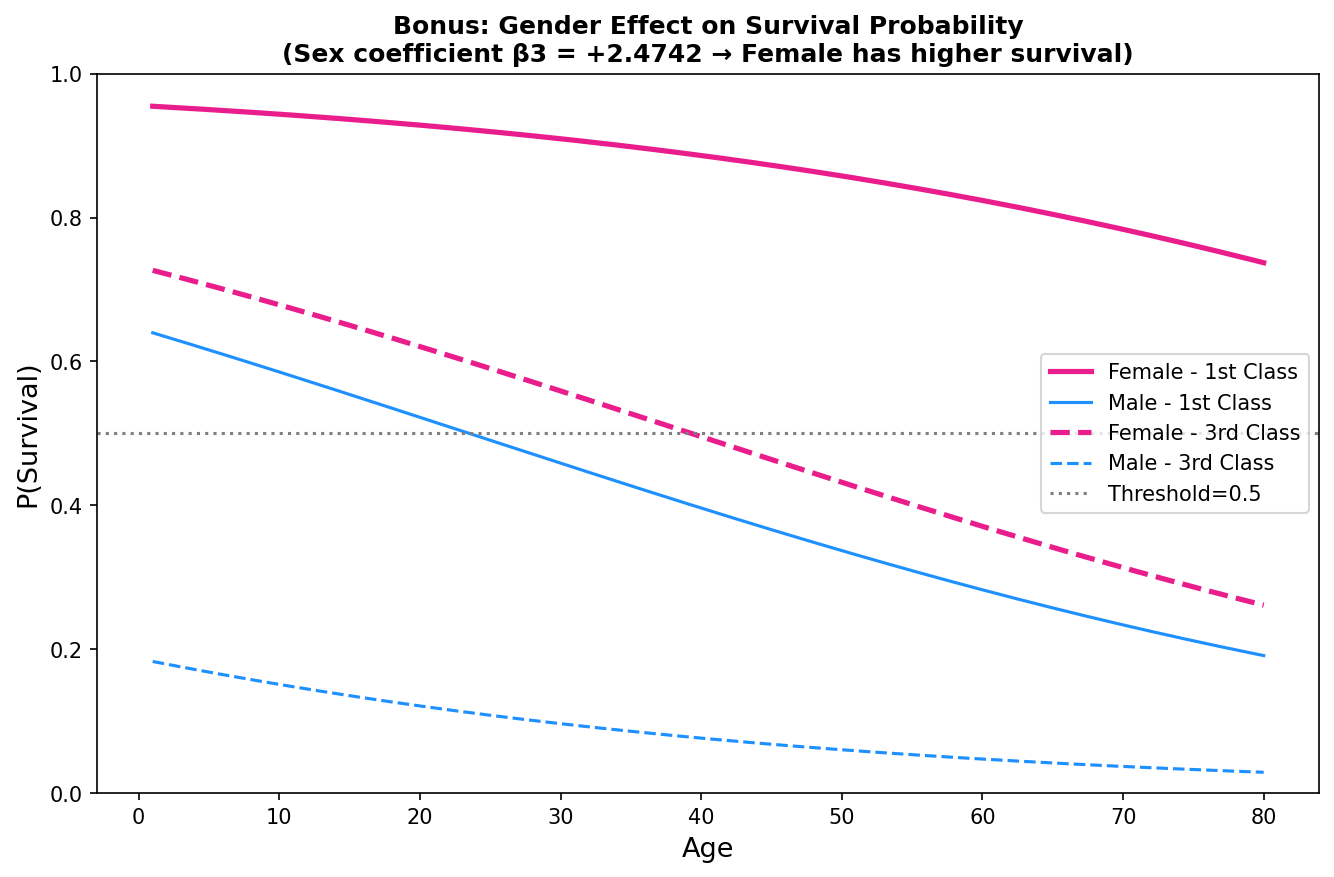 Bonus: Gender Effect on Survival Probability
(Sex coefficient β3 = +2.4742 → Female has higher survival)
P(Survival)
1.0
0.8
0.6
0.4
0.2
0.0
Female - 1st Class
Male - 1st Class
Female - 3rd Class
Male - 3rd Class
Threshold=0.5
0 10 20 30 40 50 60 70 80
Age